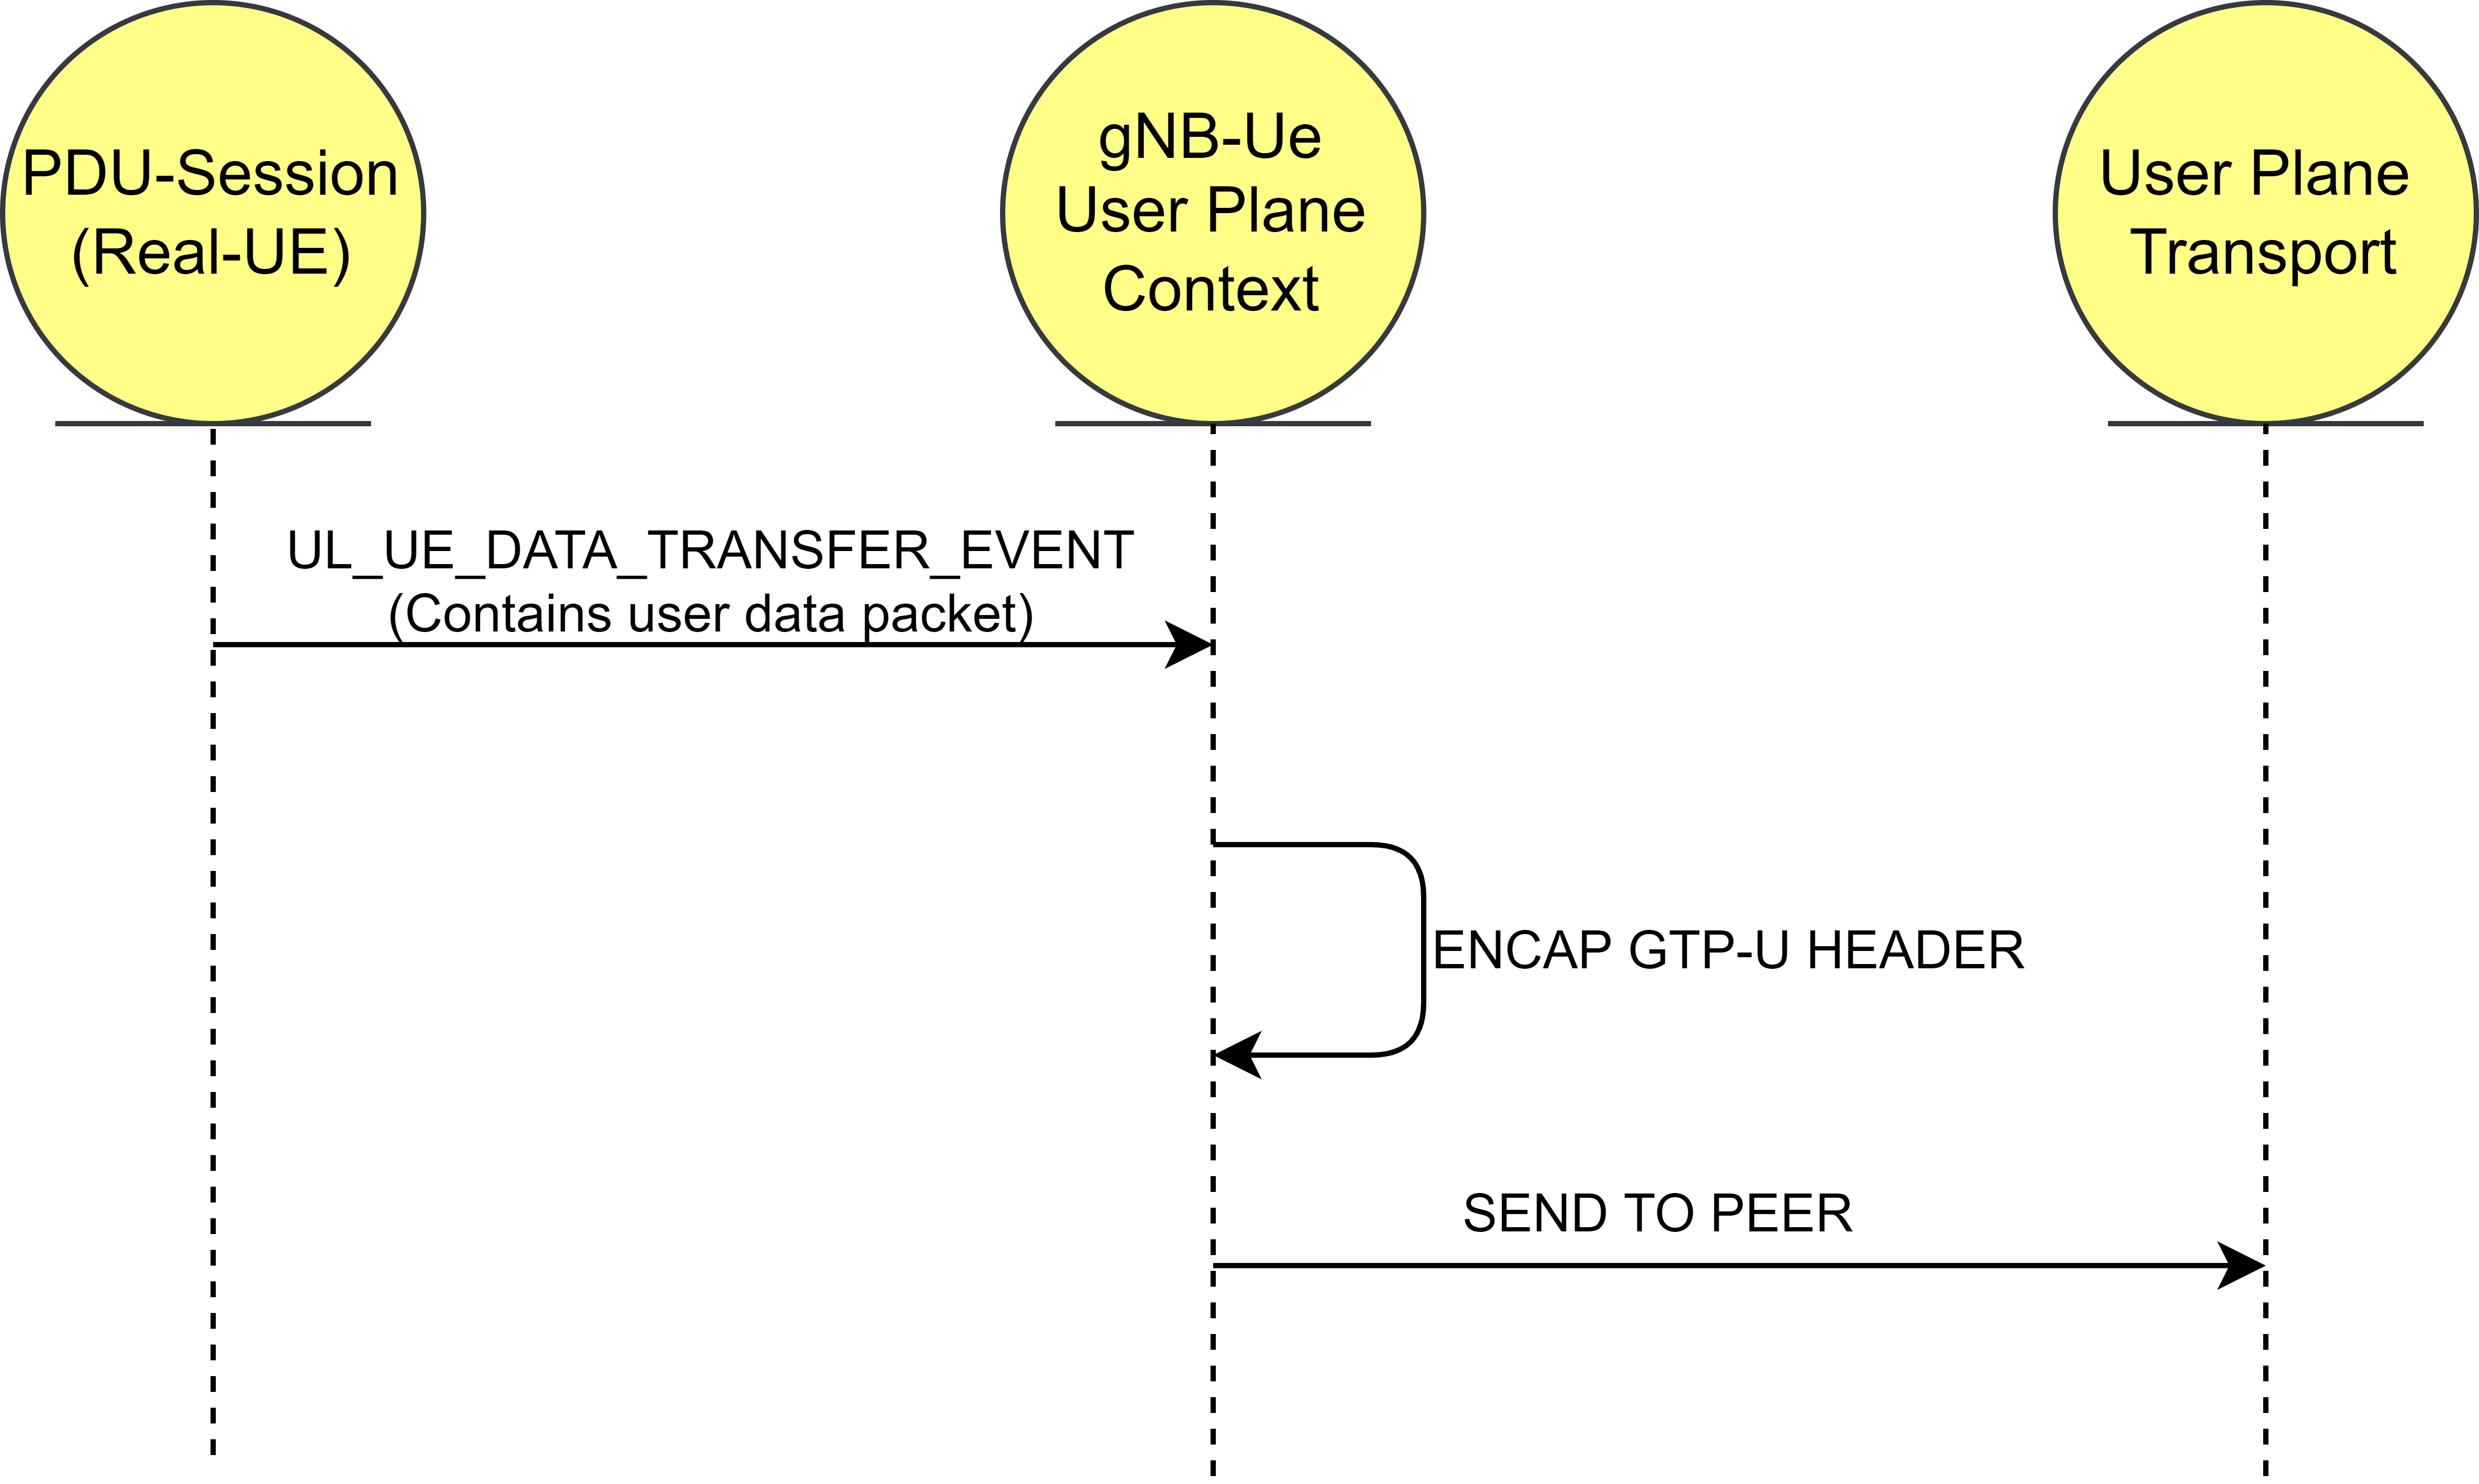 PDU-Session
(Real-UE)
gNB-Ue
User Plane
Context
User Plane
Transport
UL_UE_DATA_TRANSFER_EVENT
(Contains user data packet)
ENCAP GTP-U HEADER
SEND TO PEER